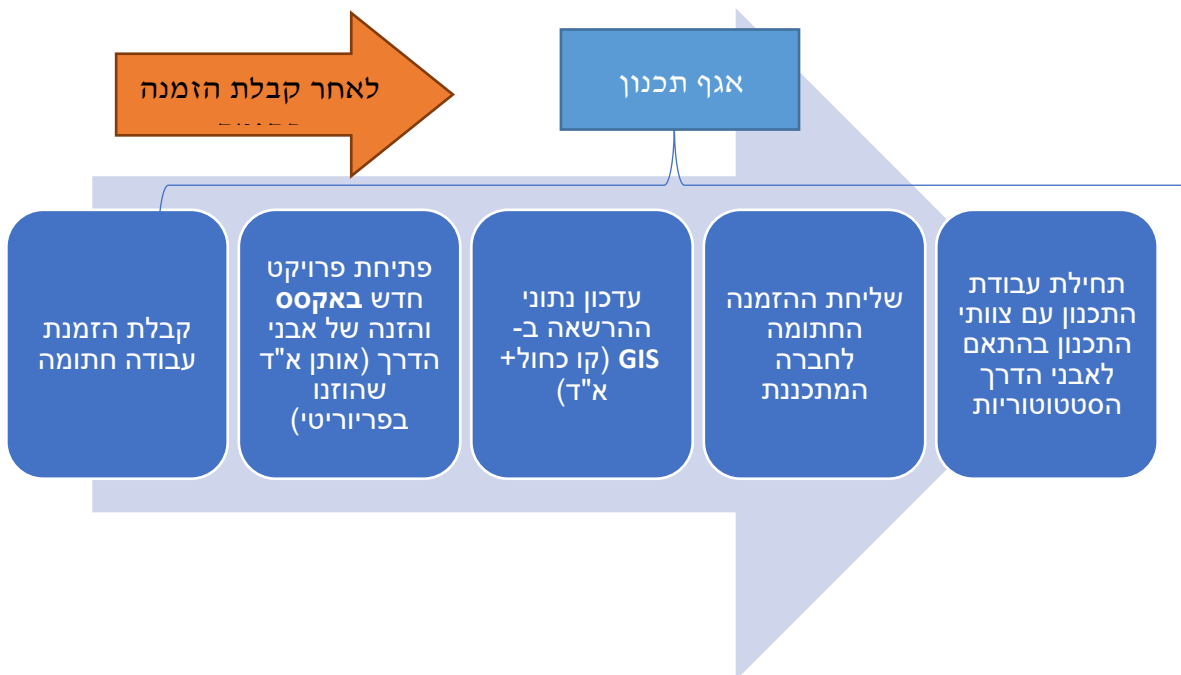 לאחר קבלת הזמנה
אגף תכנון
קבלת הזמנת
עבודה חתומה
פתיחת פרויקט
חדש באקסס
והזנה של אבני
הדרך (אותן א"ד
שהוזנו
בפריוריטי)
עדכון נתוני
ההרשאה ב-
GIS (קו כחול+
א"ד)
שליחת ההזמנה
החתומה
לחברה
המתכננת
תחילת עבודת
התכנון עם צוותי
התכנון בהתאם
לאבני הדרך
הסטטוטוריות